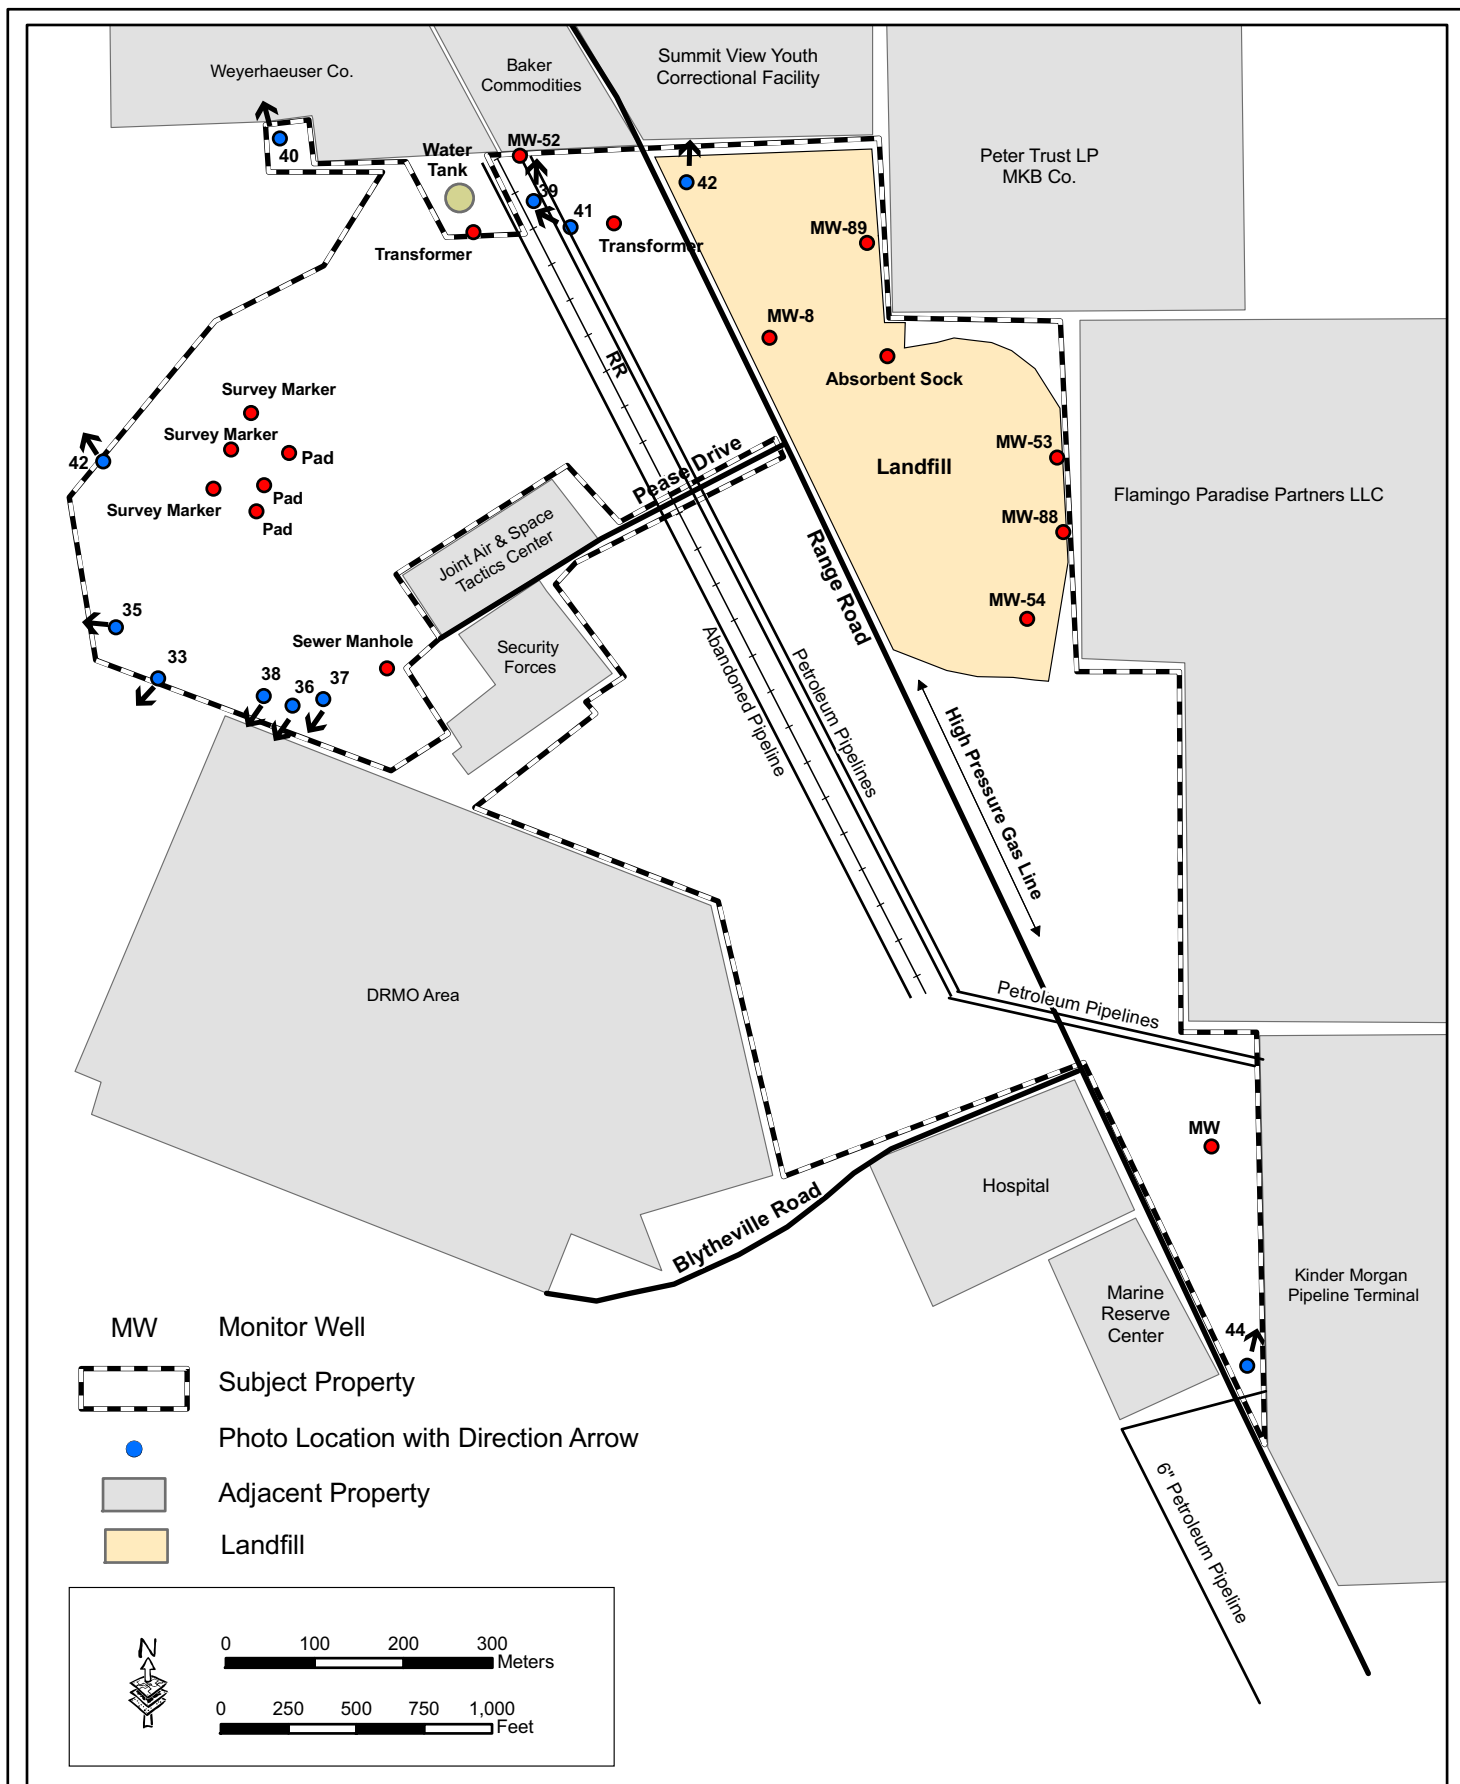 Weyerhaeuser Co.
Baker
Commodities
Summit View Youth
Correctional Facility
Peter Trust LP
MKB Co.
40
Water
Tank
MW-52
39
41
42
Transformer
Transformer
MW-89
MW-8
Absorbent Sock
RR
Survey Marker
Survey Marker
Pad
42
Pad
Survey Marker
Pad
Pease Drive
Landfill
MW-53
Flamingo Paradise Partners LLC
MW-88
Joint Air & Space
Tactics Center
Range Road
MW-54
35
33
38
36
37
Sewer Manhole
Security
Forces
Abandoned Pipeline
Petroleum Pipelines
High Pressure Gas Line
DRMO Area
Petroleum Pipelines
MW
Hospital
Blytheville Road
Marine
Reserve
Center
Kinder Morgan
Pipeline Terminal
44
6" Petroleum Pipeline
MW Monitor Well
Subject Property
Photo Location with Direction Arrow
Adjacent Property
Landfill
N
0 100 200 300
Meters
0 250 500 750 1,000
Feet